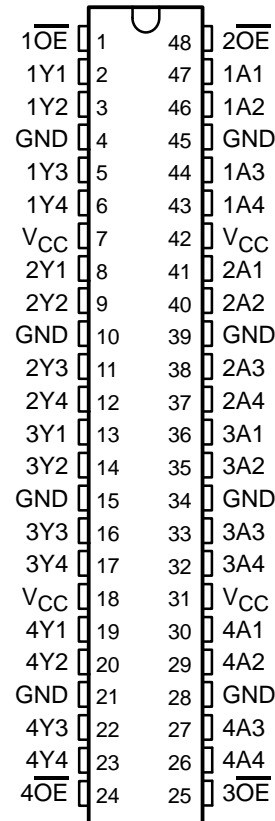 1O̅E̅ 1 48 2O̅E̅
1Y1 2 47 1A1
1Y2 3 46 1A2
GND 4 45 GND
1Y3 5 44 1A3
1Y4 6 43 1A4
VCC 7 42 VCC
2Y1 8 41 2A1
2Y2 9 40 2A2
GND 10 39 GND
2Y3 11 38 2A3
2Y4 12 37 2A4
3Y1 13 36 3A1
3Y2 14 35 3A2
GND 15 34 GND
3Y3 16 33 3A3
3Y4 17 32 3A4
VCC 18 31 VCC
4Y1 19 30 4A1
4Y2 20 29 4A2
GND 21 28 GND
4Y3 22 27 4A3
4Y4 23 26 4A4
4O̅E̅ 24 25 3O̅E̅